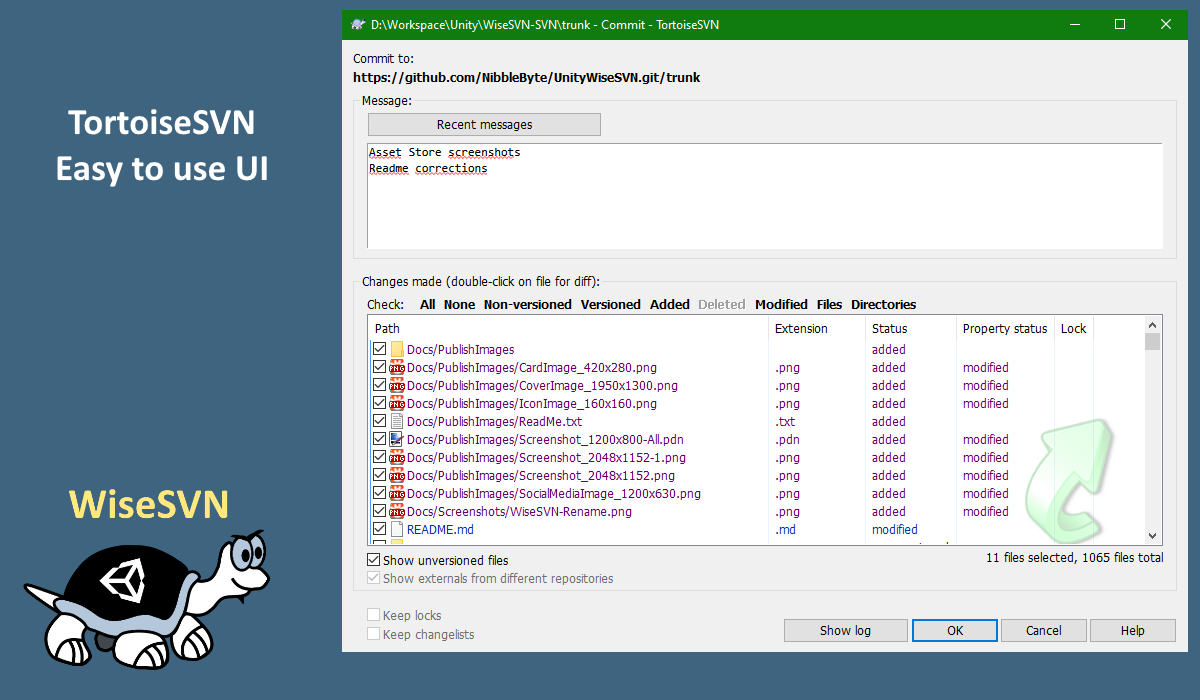 TortoiseSVN
Easy to use UI
WiseSVN
D:\Workspace\Unity\WiseSVN-SVN\trunk - Commit - TortoiseSVN
Commit to:
https://github.com/NibbleByte/UnityWiseSVN.git/trunk
Message:
Recent messages
Asset Store screenshots
Readme corrections
Changes made (double-click on file for diff):
Check: All None Non-versioned Versioned Added Deleted Modified Files Directories
Path Extension Status Property status Lock
Docs/PublishImages added
PNG Docs/PublishImages/CardImage_420x280.png .png added modified
PNG Docs/PublishImages/CoverImage_1950x1300.png .png added modified
PNG Docs/PublishImages/IconImage_160x160.png .png added modified
Docs/PublishImages/ReadMe.txt .txt added
Docs/PublishImages/Screenshot_1200x800-All.pdn .pdn added modified
PNG Docs/PublishImages/Screenshot_2048x1152-1.png .png added modified
PNG Docs/PublishImages/Screenshot_2048x1152.png .png added modified
PNG Docs/PublishImages/SocialMediaImage_1200x630.png .png added modified
PNG Docs/Screenshots/WiseSVN-Rename.png .png added modified
README.md .md modified
Show unversioned files
11 files selected, 1065 files total
Show externals from different repositories
Keep locks
Keep changelists
Show log OK Cancel Help